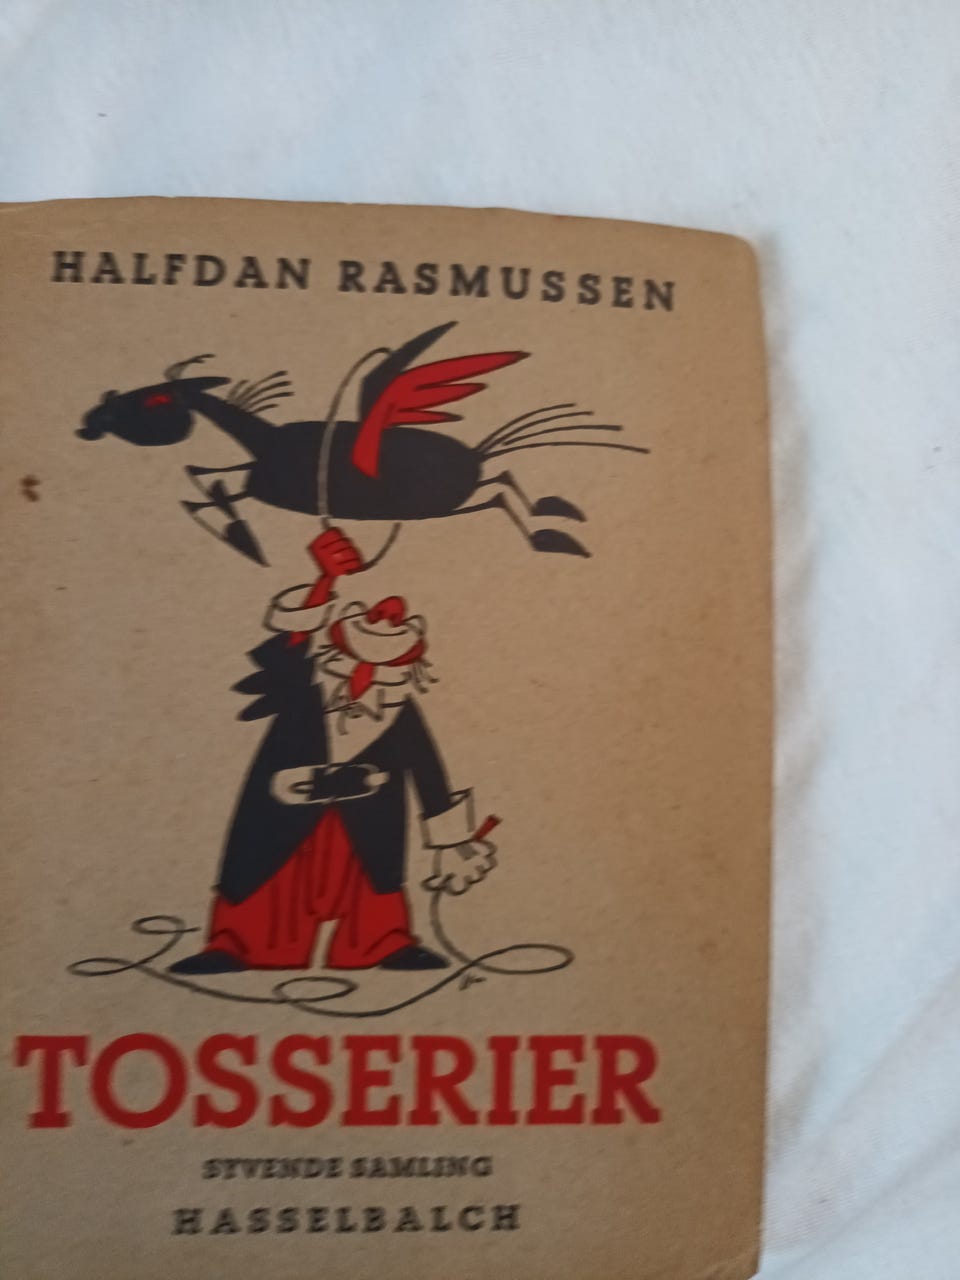 HALFDAN RASMUSSEN
TOSSERIER
SYVENDE SAMLING
HASSELBALCH